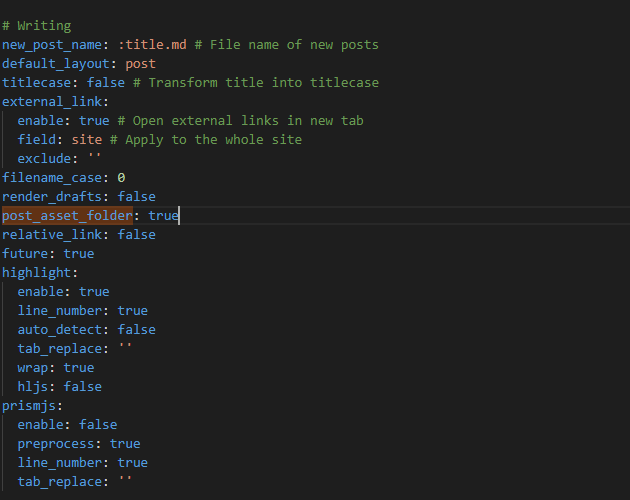 # Writing
new_post_name: :title.md # File name of new posts
default_layout: post
titlecase: false # Transform title into titlecase
external_link:
  enable: true # Open external links in new tab
  field: site # Apply to the whole site
  exclude: ''
filename_case: 0
render_drafts: false
post_asset_folder: true
relative_link: false
future: true
highlight:
  enable: true
  line_number: true
  auto_detect: false
  tab_replace: ''
  wrap: true
  hljs: false
prismjs:
  enable: false
  preprocess: true
  line_number: true
  tab_replace: ''